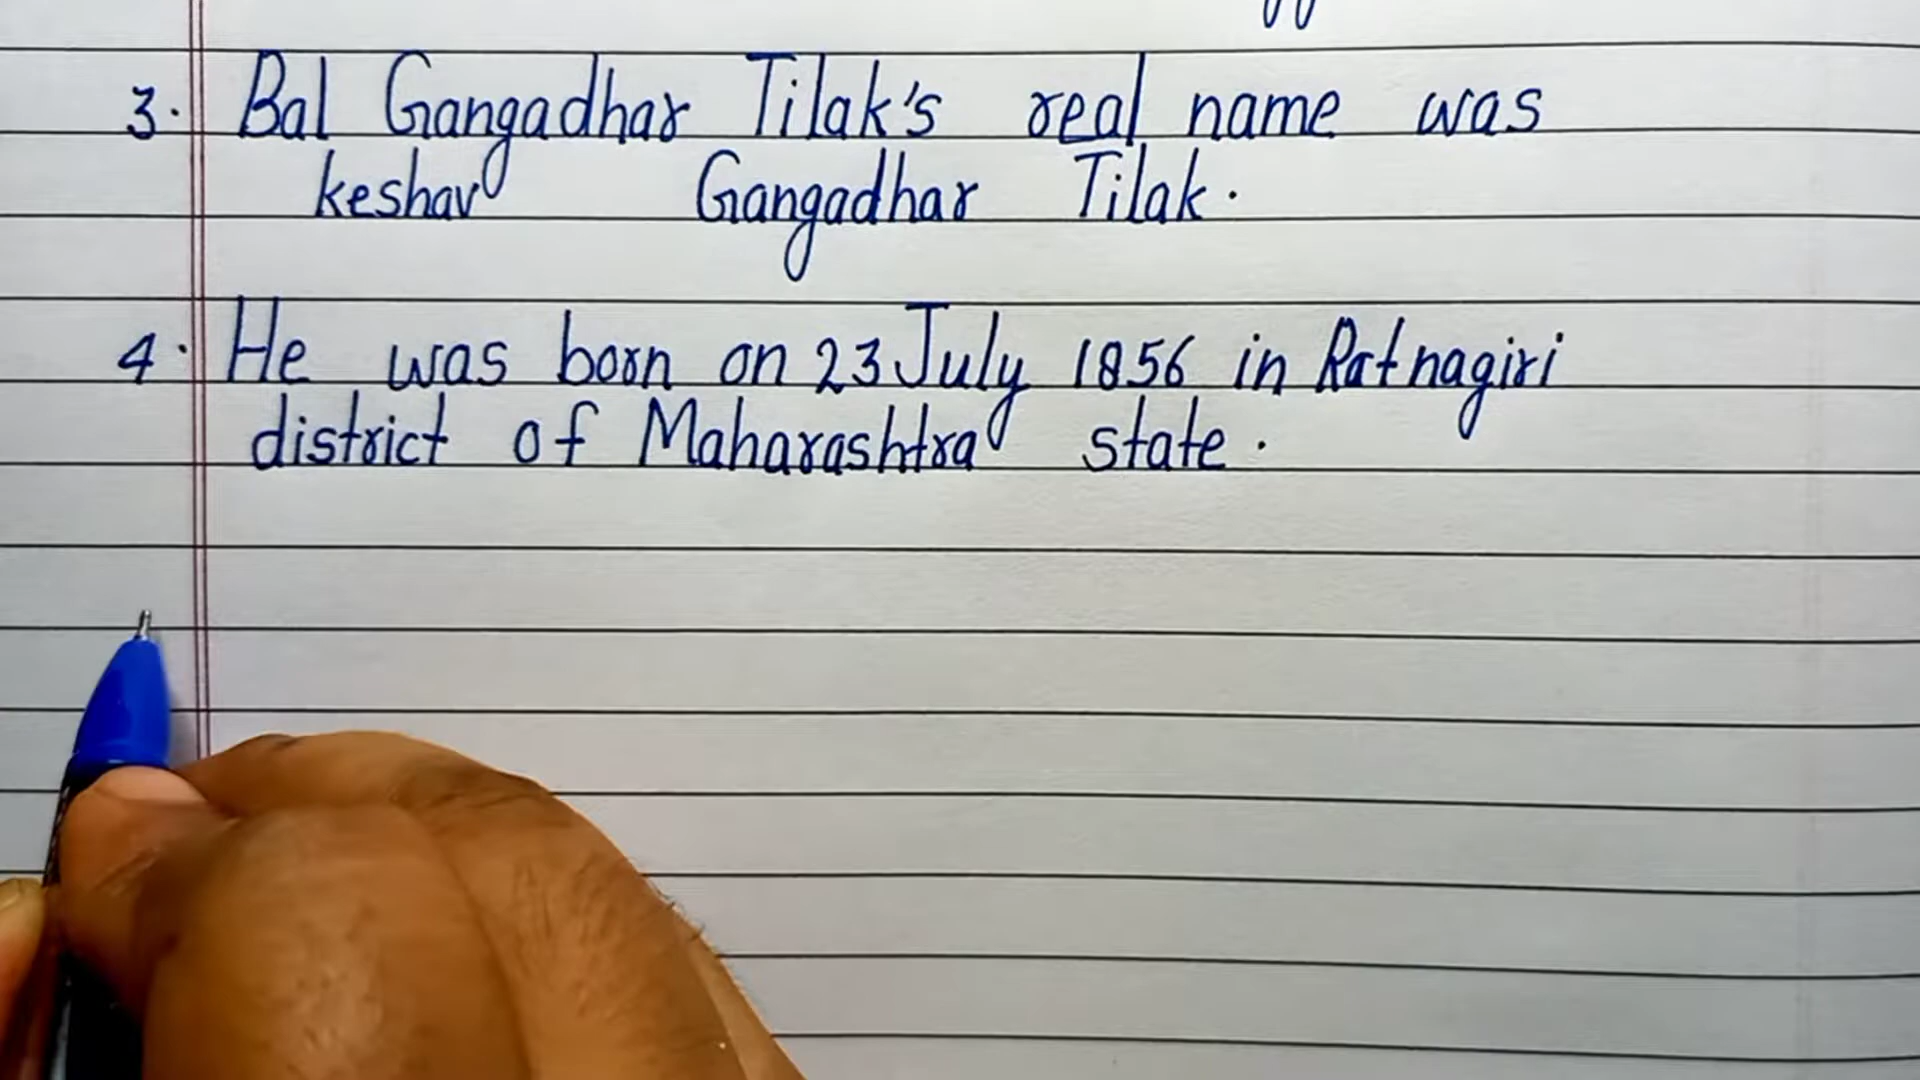 3. Bal Gangadhar Tilak's real name was
keshav Gangadhar Tilak.
4. He was born on 23 July 1856 in Ratnagiri
district of Maharashtra state.